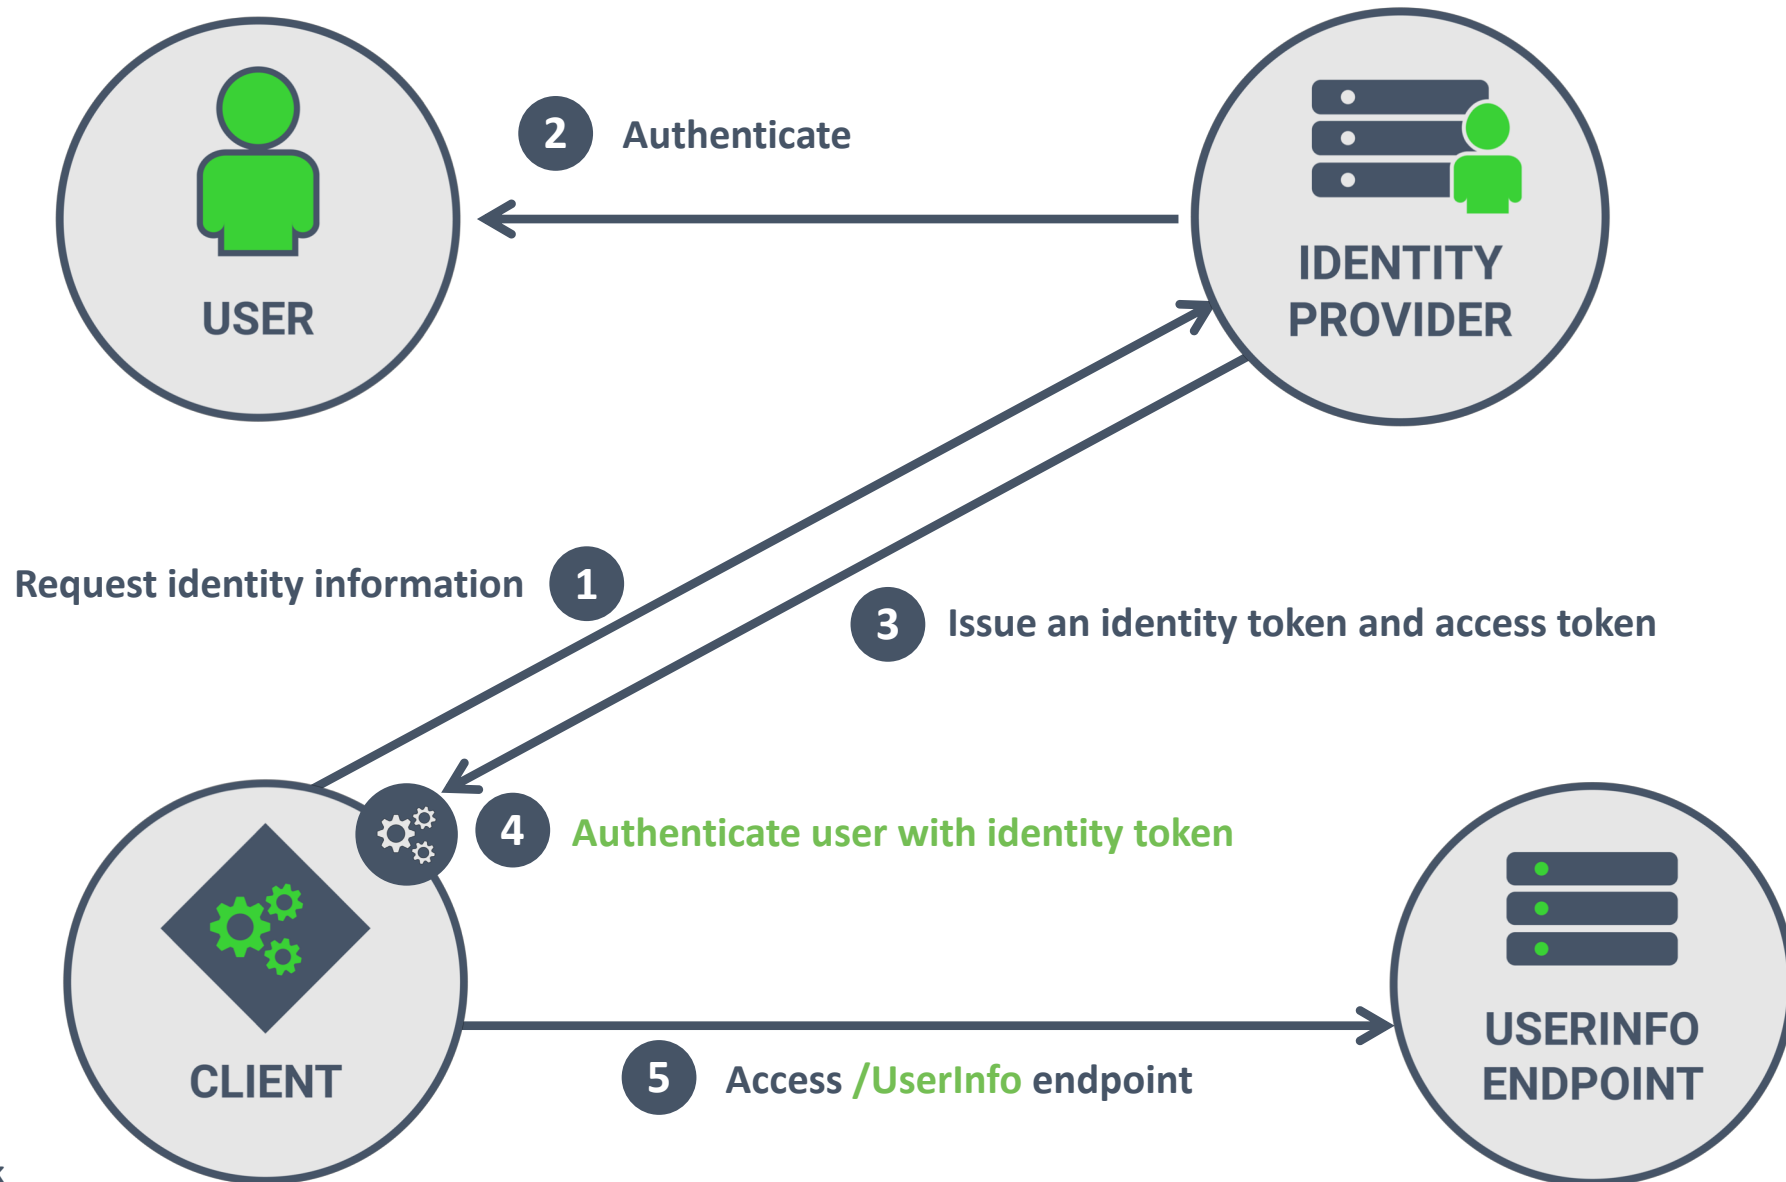 2 Authenticate
USER
IDENTITY
PROVIDER
Request identity information 1
3 Issue an identity token and access token
4 Authenticate user with identity token
CLIENT
5 Access /UserInfo endpoint
USERINFO
ENDPOINT